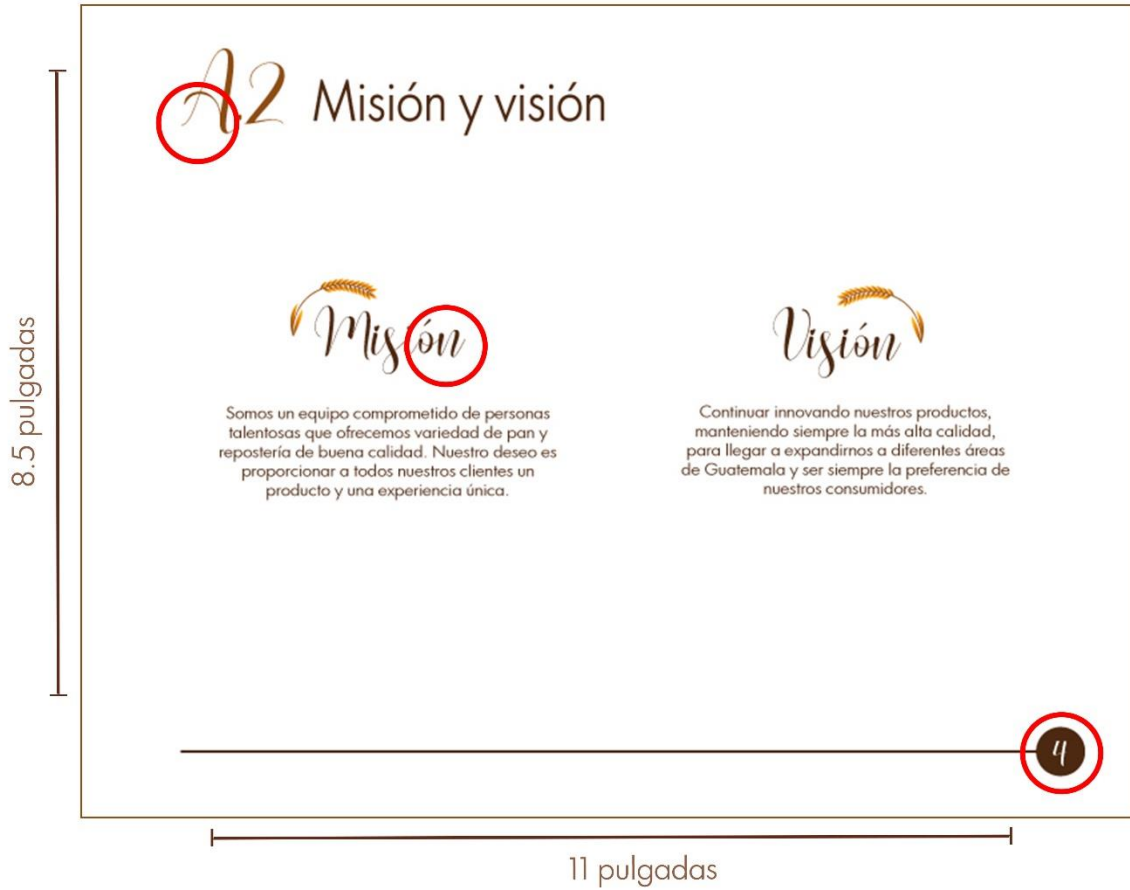 A.2 Misión y visión
Misión
Somos un equipo comprometido de personas
talentosas que ofrecemos variedad de pan y
repostería de buena calidad. Nuestro deseo es
proporcionar a todos nuestros clientes un
producto y una experiencia única.
Visión
Continuar innovando nuestros productos,
manteniendo siempre la más alta calidad,
para llegar a expandirnos a diferentes áreas
de Guatemala y ser siempre la preferencia de
nuestros consumidores.
4
8.5 pulgadas
11 pulgadas